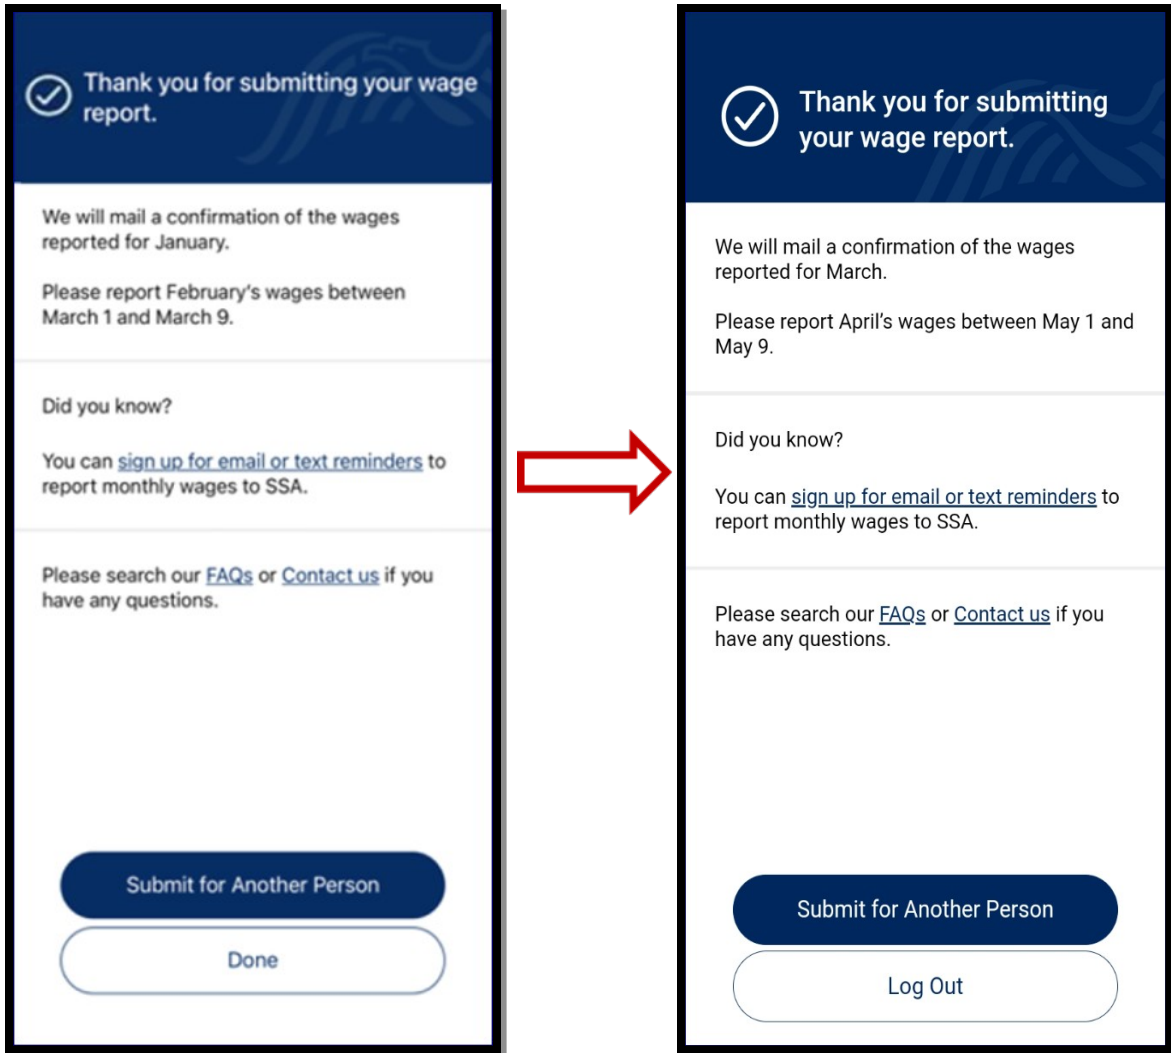 Thank you for submitting your wage
report.
We will mail a confirmation of the wages
reported for January.
Please report February's wages between
March 1 and March 9.
Did you know?
You can sign up for email or text reminders to
report monthly wages to SSA.
Please search our FAQs or Contact us if you
have any questions.
Submit for Another Person
Done
Thank you for submitting
your wage report.
We will mail a confirmation of the wages
reported for March.
Please report April's wages between May 1 and
May 9.
Did you know?
You can sign up for email or text reminders to
report monthly wages to SSA.
Please search our FAQs or Contact us if you
have any questions.
Submit for Another Person
Log Out